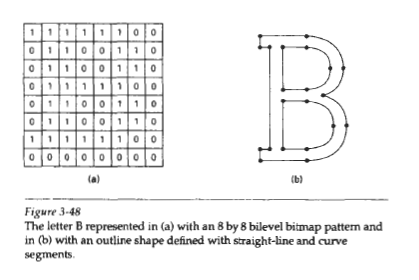 1 1 1 1 1 1 0 0
0 1 1 0 0 1 1 0
0 1 1 0 0 1 1 0
0 1 1 1 1 1 0 0
0 1 1 0 0 1 1 0
0 1 1 0 0 1 1 0
1 1 1 1 1 1 0 0
0 0 0 0 0 0 0 0
(a) (b)
Figure 3-48
The letter B represented in (a) with an 8 by 8 bilevel bitmap pattern and
in (b) with an outline shape defined with straight-line and curve
segments.